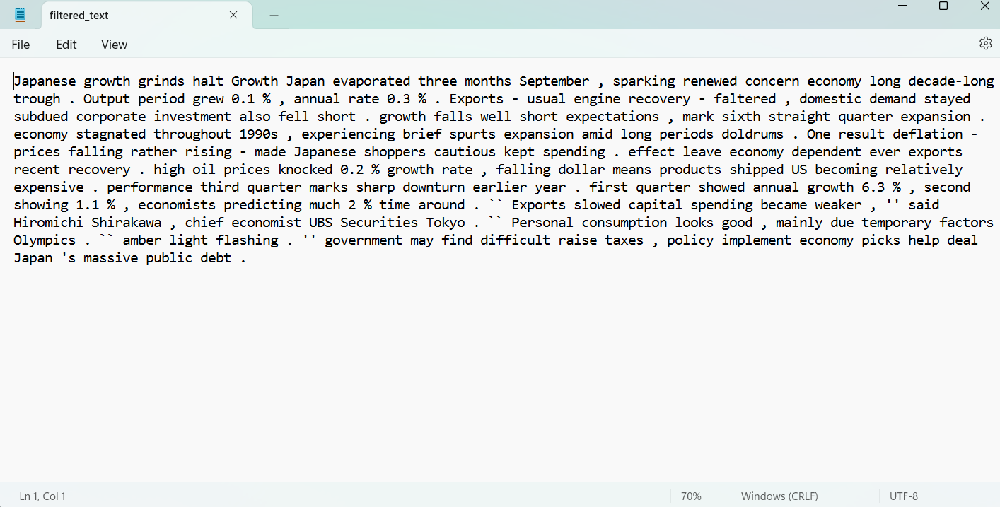 filtered_text
File Edit View
Japanese growth grinds halt Growth Japan evaporated three months September , sparking renewed concern economy long decade-long
trough . Output period grew 0.1 % , annual rate 0.3 % . Exports - usual engine recovery - faltered , domestic demand stayed
subdued corporate investment also fell short . growth falls well short expectations , mark sixth straight quarter expansion .
economy stagnated throughout 1990s , experiencing brief spurts expansion amid long periods doldrums . One result deflation -
prices falling rather rising - made Japanese shoppers cautious kept spending . effect leave economy dependent ever exports
recent recovery . high oil prices knocked 0.2 % growth rate , falling dollar means products shipped US becoming relatively
expensive . performance third quarter marks sharp downturn earlier year . first quarter showed annual growth 6.3 % , second
showing 1.1 % , economists predicting much 2 % time around . `` Exports slowed capital spending became weaker , '' said
Hiromichi Shirakawa , chief economist UBS Securities Tokyo . `` Personal consumption looks good , mainly due temporary factors
Olympics . `` amber light flashing . '' government may find difficult raise taxes , policy implement economy picks help deal
Japan 's massive public debt .
Ln 1, Col 1 70% Windows (CRLF) UTF-8